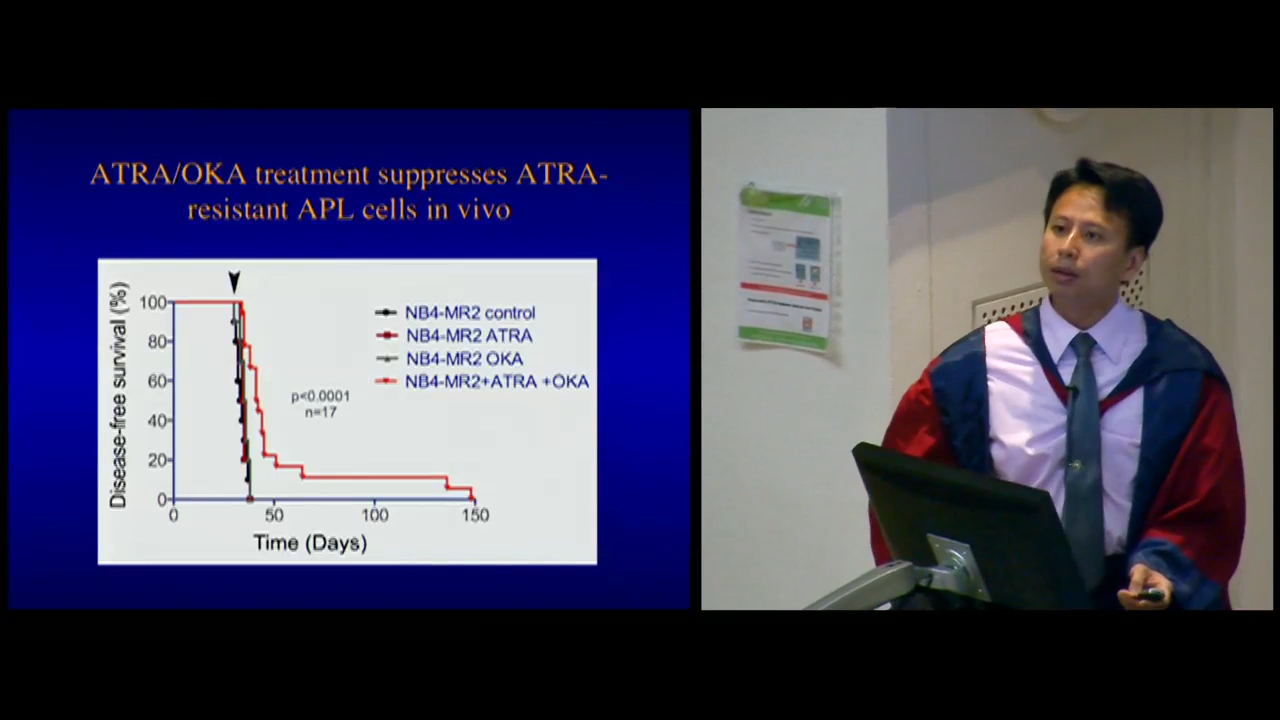 ATRA/OKA treatment suppresses ATRA-
resistant APL cells in vivo
Disease-free survival (%)
100
80
60
40
20
0
NB4-MR2 control
NB4-MR2 ATRA
NB4-MR2 OKA
NB4-MR2+ATRA +OKA
p<0.0001
n=17
0
50
100
150
Time (Days)